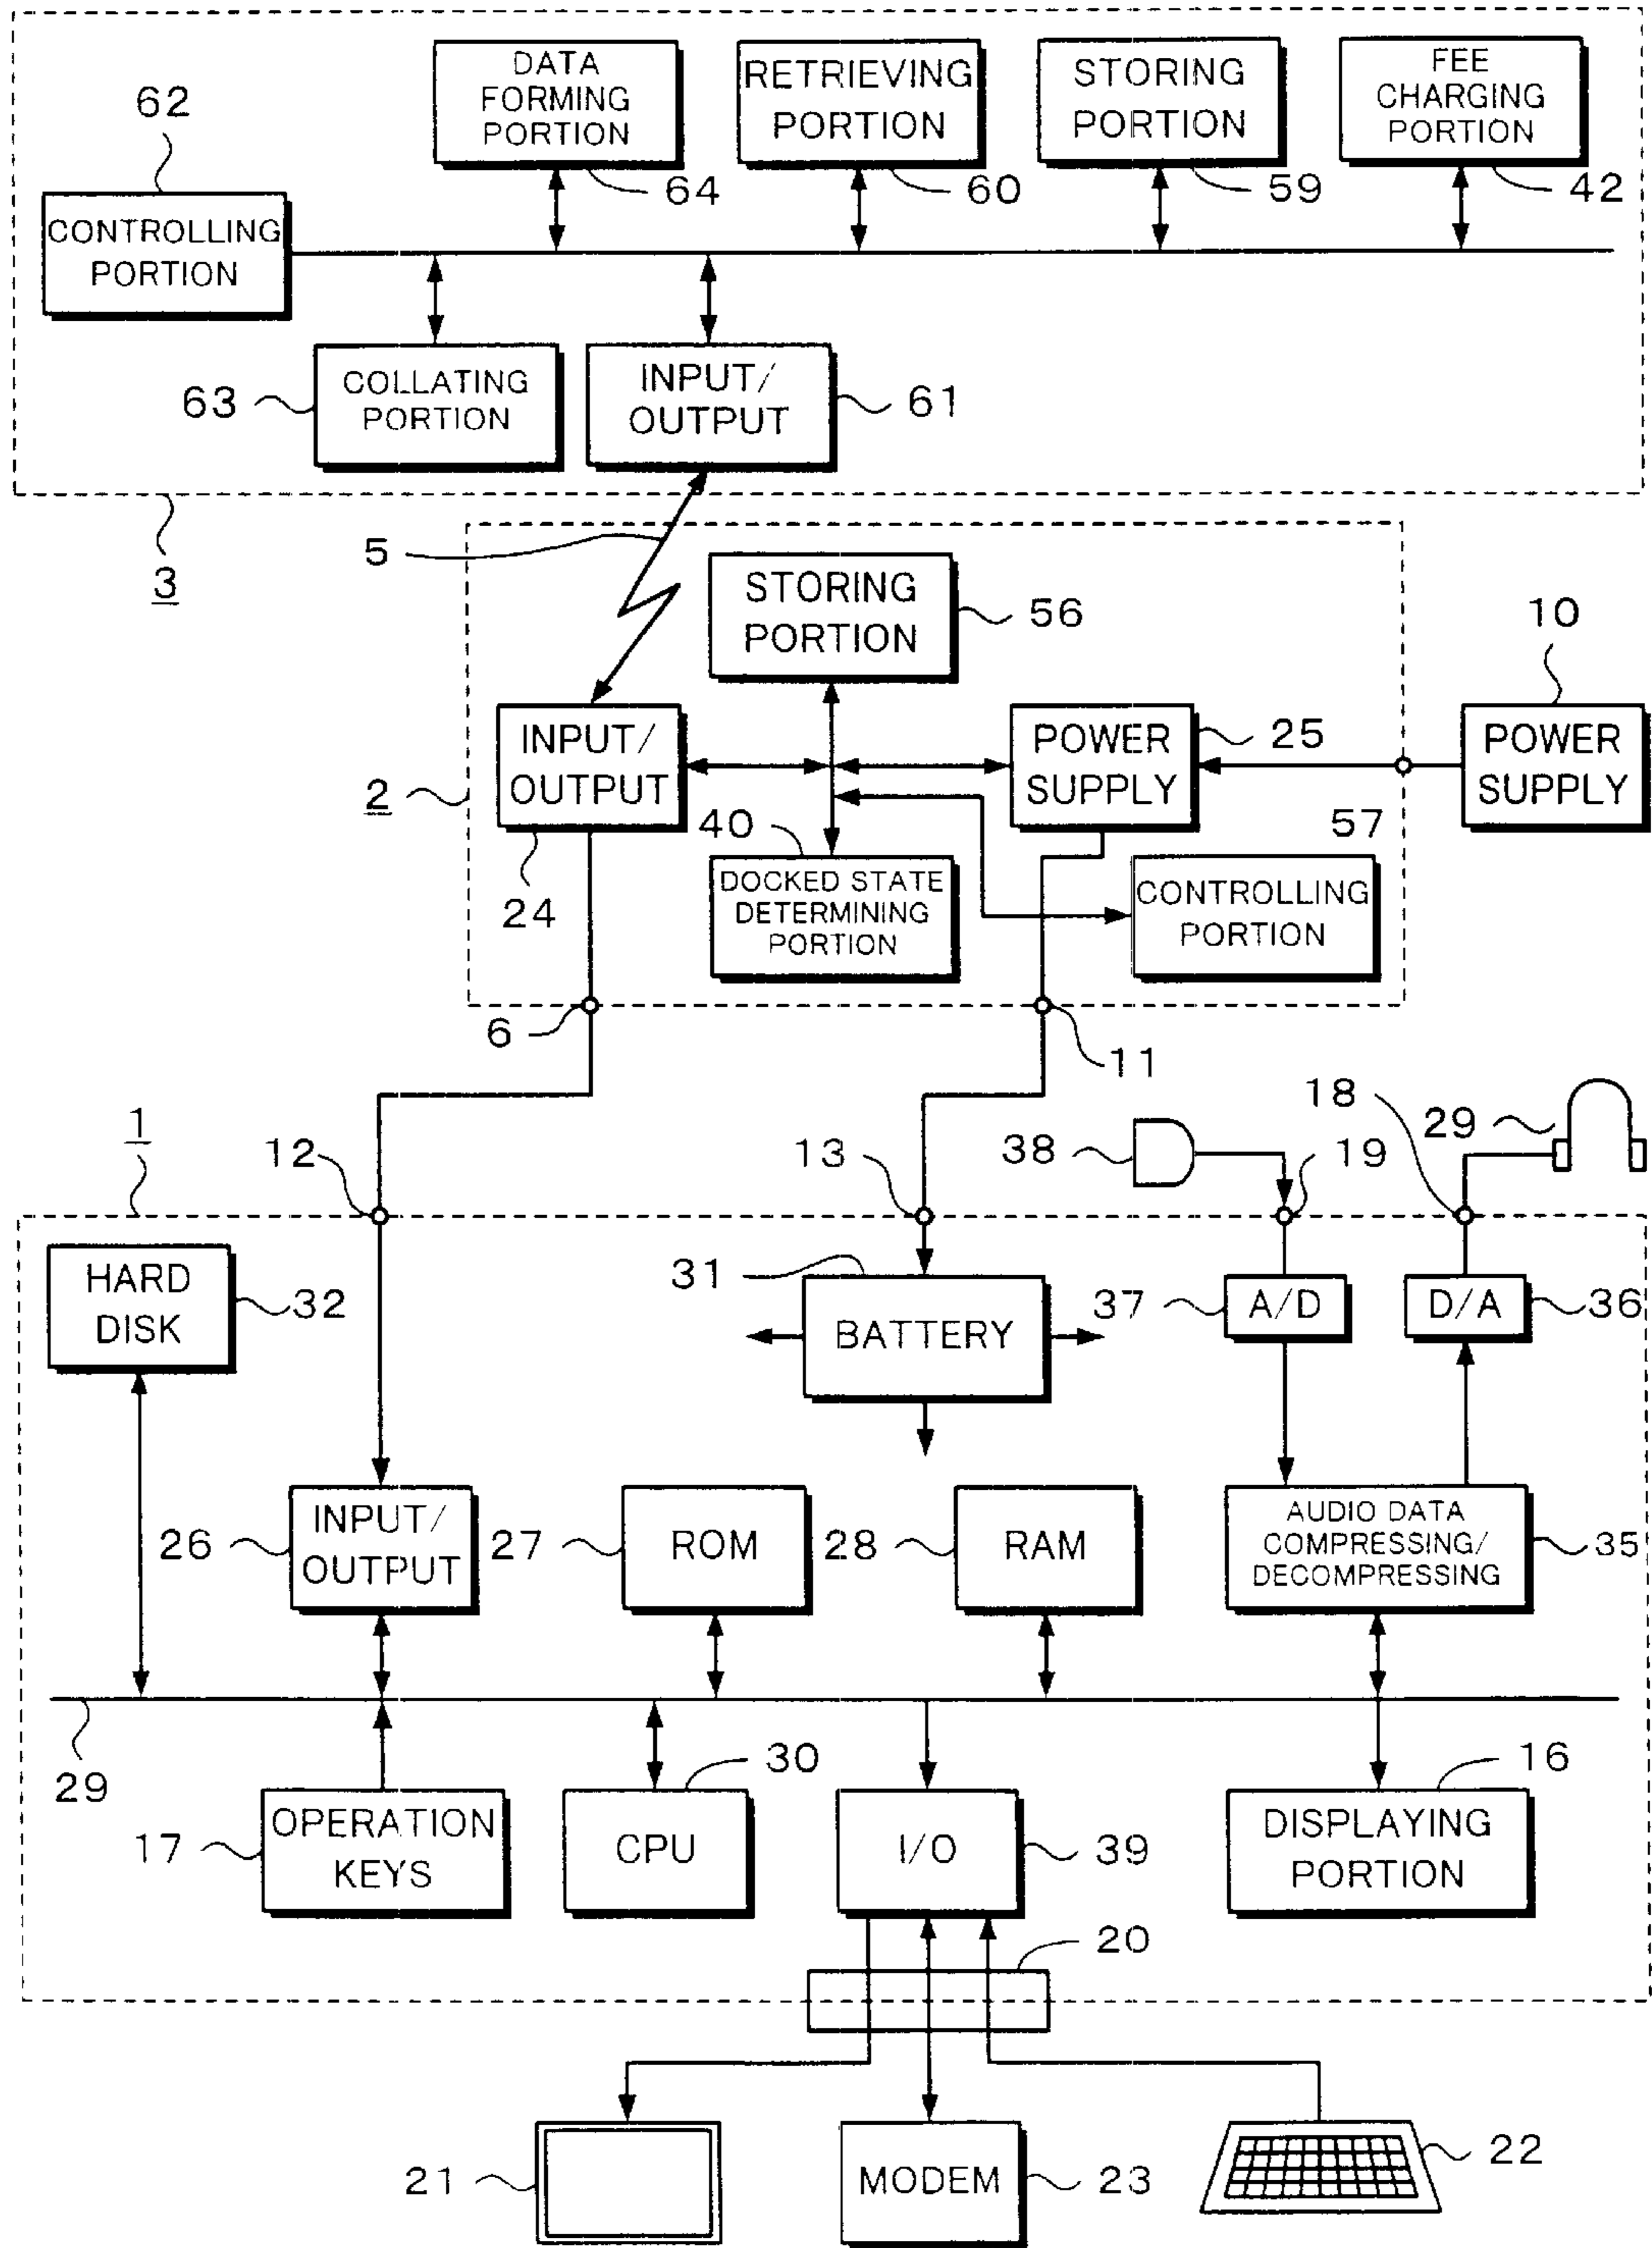 DATA
FORMING
PORTION
64
RETRIEVING
PORTION
60
STORING
PORTION
59
FEE
CHARGING
PORTION
42
62
CONTROLLING
PORTION
63
COLLATING
PORTION
INPUT/
OUTPUT
61
3
5
STORING
PORTION
56
10
2
INPUT/
OUTPUT
24
POWER
SUPPLY
25
POWER
SUPPLY
40
DOCKED STATE
DETERMINING
PORTION
57
CONTROLLING
PORTION
6
11
1
12
13
38
19
18
29
HARD
DISK
32
31
BATTERY
37
A/D
D/A
36
26
INPUT/
OUTPUT
27
ROM
28
RAM
AUDIO DATA
COMPRESSING/
DECOMPRESSING
35
29
17
OPERATION
KEYS
30
CPU
I/O
39
16
DISPLAYING
PORTION
20
21
MODEM
23
22